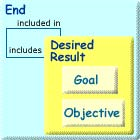 End
included in
includes
Desired
Result
Goal
Objective